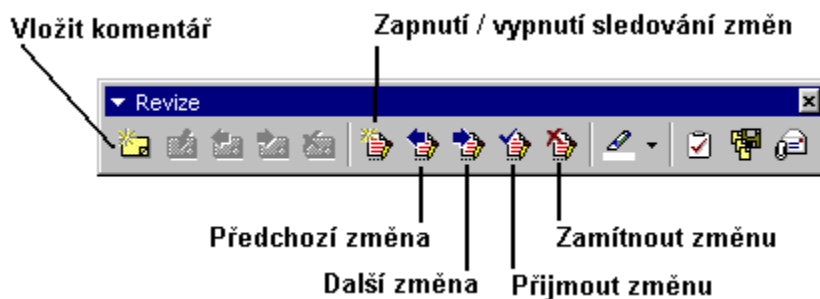 Vložit komentář
Zapnutí / vypnutí sledování změn
Revize
Předchozí změna
Zamítnout změnu
Další změna
Přijmout změnu